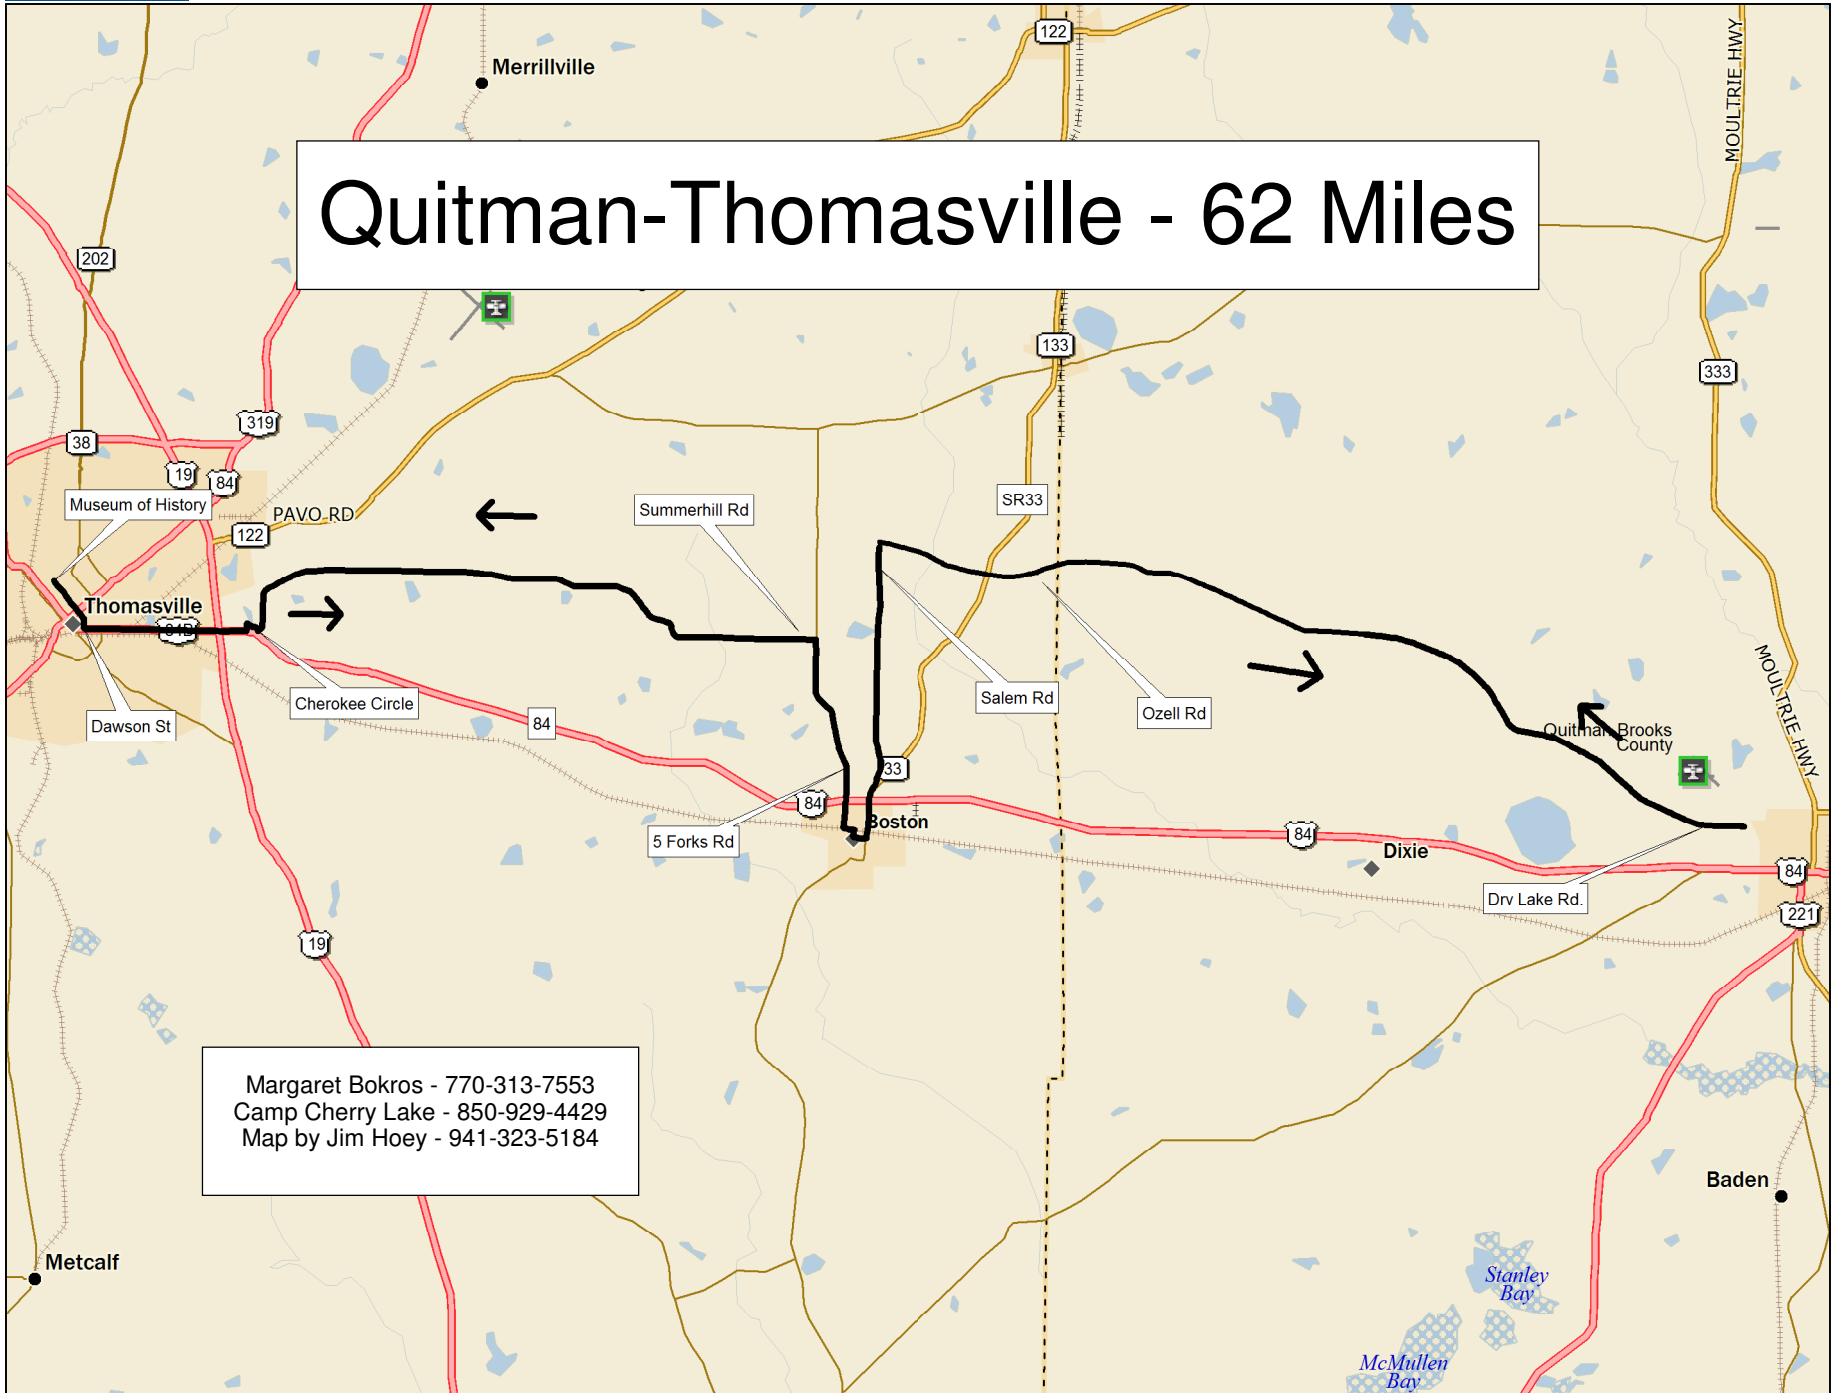 122
Merrillville
MOULTRIE HWY
Quitman-Thomasville - 62 Miles
202
133
333
319
38
19
84
Museum of History
PAVO RD
122
Summerhill Rd
SR33
Thomasville
84B
Cherokee Circle
Dawson St
84
Salem Rd
Ozell Rd
MOULTRIE HWY
Quitman Brooks
County
33
84
Boston
5 Forks Rd
84
Dixie
84
Drv Lake Rd.
221
19
Margaret Bokros - 770-313-7553
Camp Cherry Lake - 850-929-4429
Map by Jim Hoey - 941-323-5184
Baden
Metcalf
Stanley
Bay
McMullen
Bay